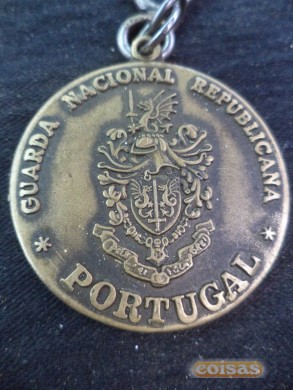 GUARDA NACIONAL REPUBLICANA
* PORTUGAL *
coisas